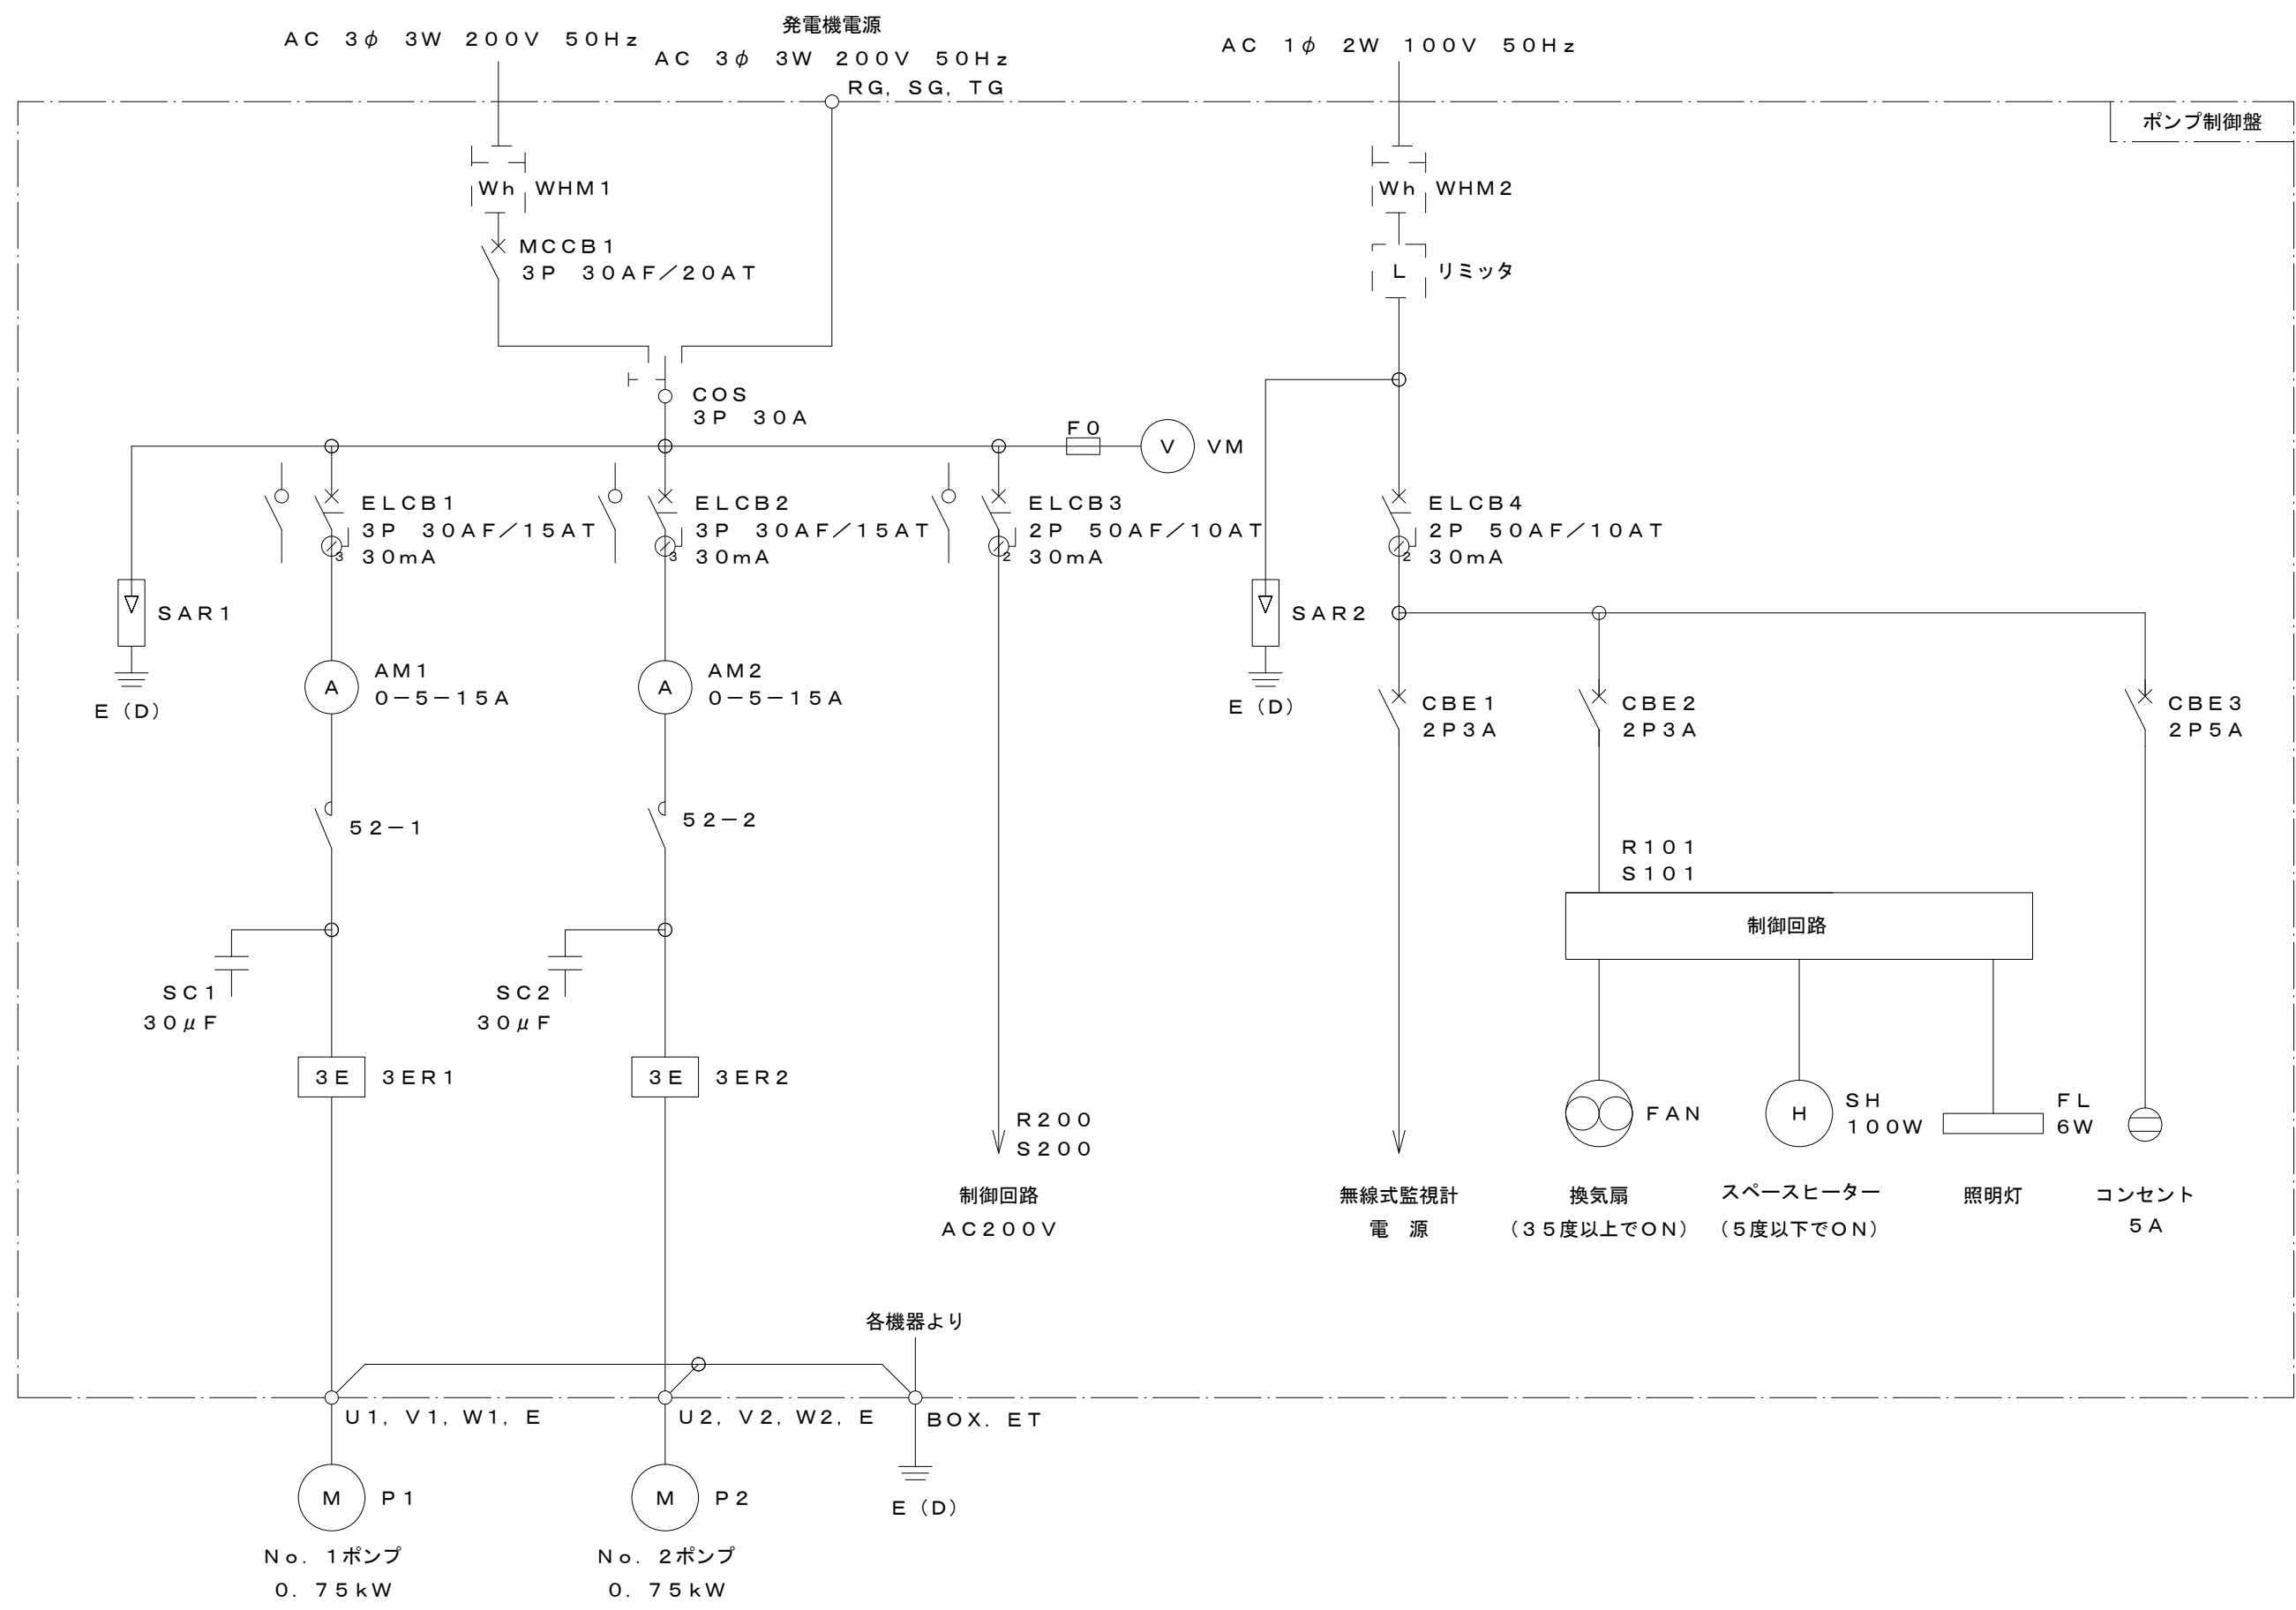 発電機電源
AC 3φ 3W 200V 50Hz
AC 3φ 3W 200V 50Hz
RG, SG, TG
AC 1φ 2W 100V 50Hz
ポンプ制御盤
Wh WHM1
MCCB1
3P 30AF/20AT
Wh WHM2
L リミッタ
COS
3P 30A
F0
V VM
ELCB1
3P 30AF/15AT
30mA
3
ELCB2
3P 30AF/15AT
30mA
3
ELCB3
2P 50AF/10AT
30mA
2
ELCB4
2P 50AF/10AT
30mA
2
SAR1
E(D)
SAR2
E(D)
A AM1
0-5-15A
A AM2
0-5-15A
CBE1
2P3A
CBE2
2P3A
CBE3
2P5A
52-1
52-2
R101
S101
制御回路
SC1
30μF
SC2
30μF
3E 3ER1
3E 3ER2
R200
S200
制御回路
AC200V
無線式監視計
電 源
FAN
換気扇
(35度以上でON)
H
SH
100W
スペースヒーター
(5度以下でON)
FL
6W
照明灯
コンセント
5A
各機器より
U1, V1, W1, E
U2, V2, W2, E
BOX. ET
E(D)
M P1
No. 1ポンプ
0. 75kW
M P2
No. 2ポンプ
0. 75kW